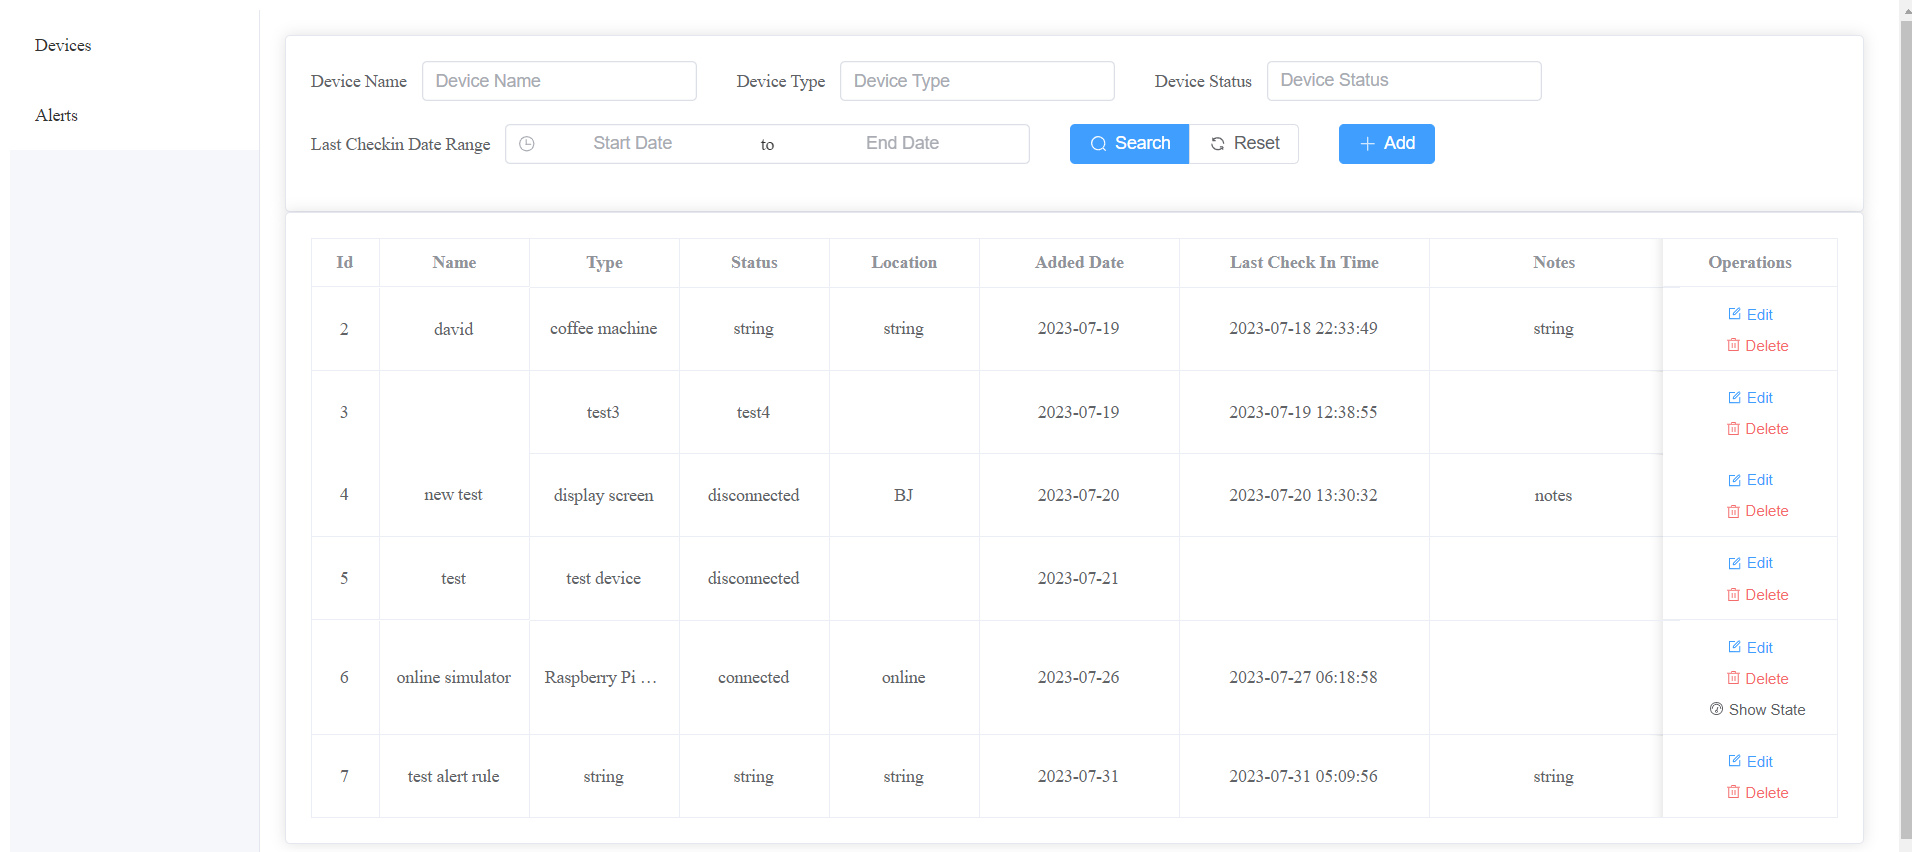 Devices
Alerts
Device Name Device Name Device Type Device Type Device Status Device Status
Last Checkin Date Range Start Date to End Date Search Reset Add
Id Name Type Status Location Added Date Last Check In Time Notes Operations
2 david coffee machine string string 2023-07-19 2023-07-18 22:33:49 string Edit
Delete
3 test3 test4 2023-07-19 2023-07-19 12:38:55 Edit
Delete
4 new test display screen disconnected BJ 2023-07-20 2023-07-20 13:30:32 notes Edit
Delete
5 test test device disconnected 2023-07-21 Edit
Delete
6 online simulator Raspberry Pi … connected online 2023-07-26 2023-07-27 06:18:58 Edit
Delete
Show State
7 test alert rule string string string 2023-07-31 2023-07-31 05:09:56 string Edit
Delete